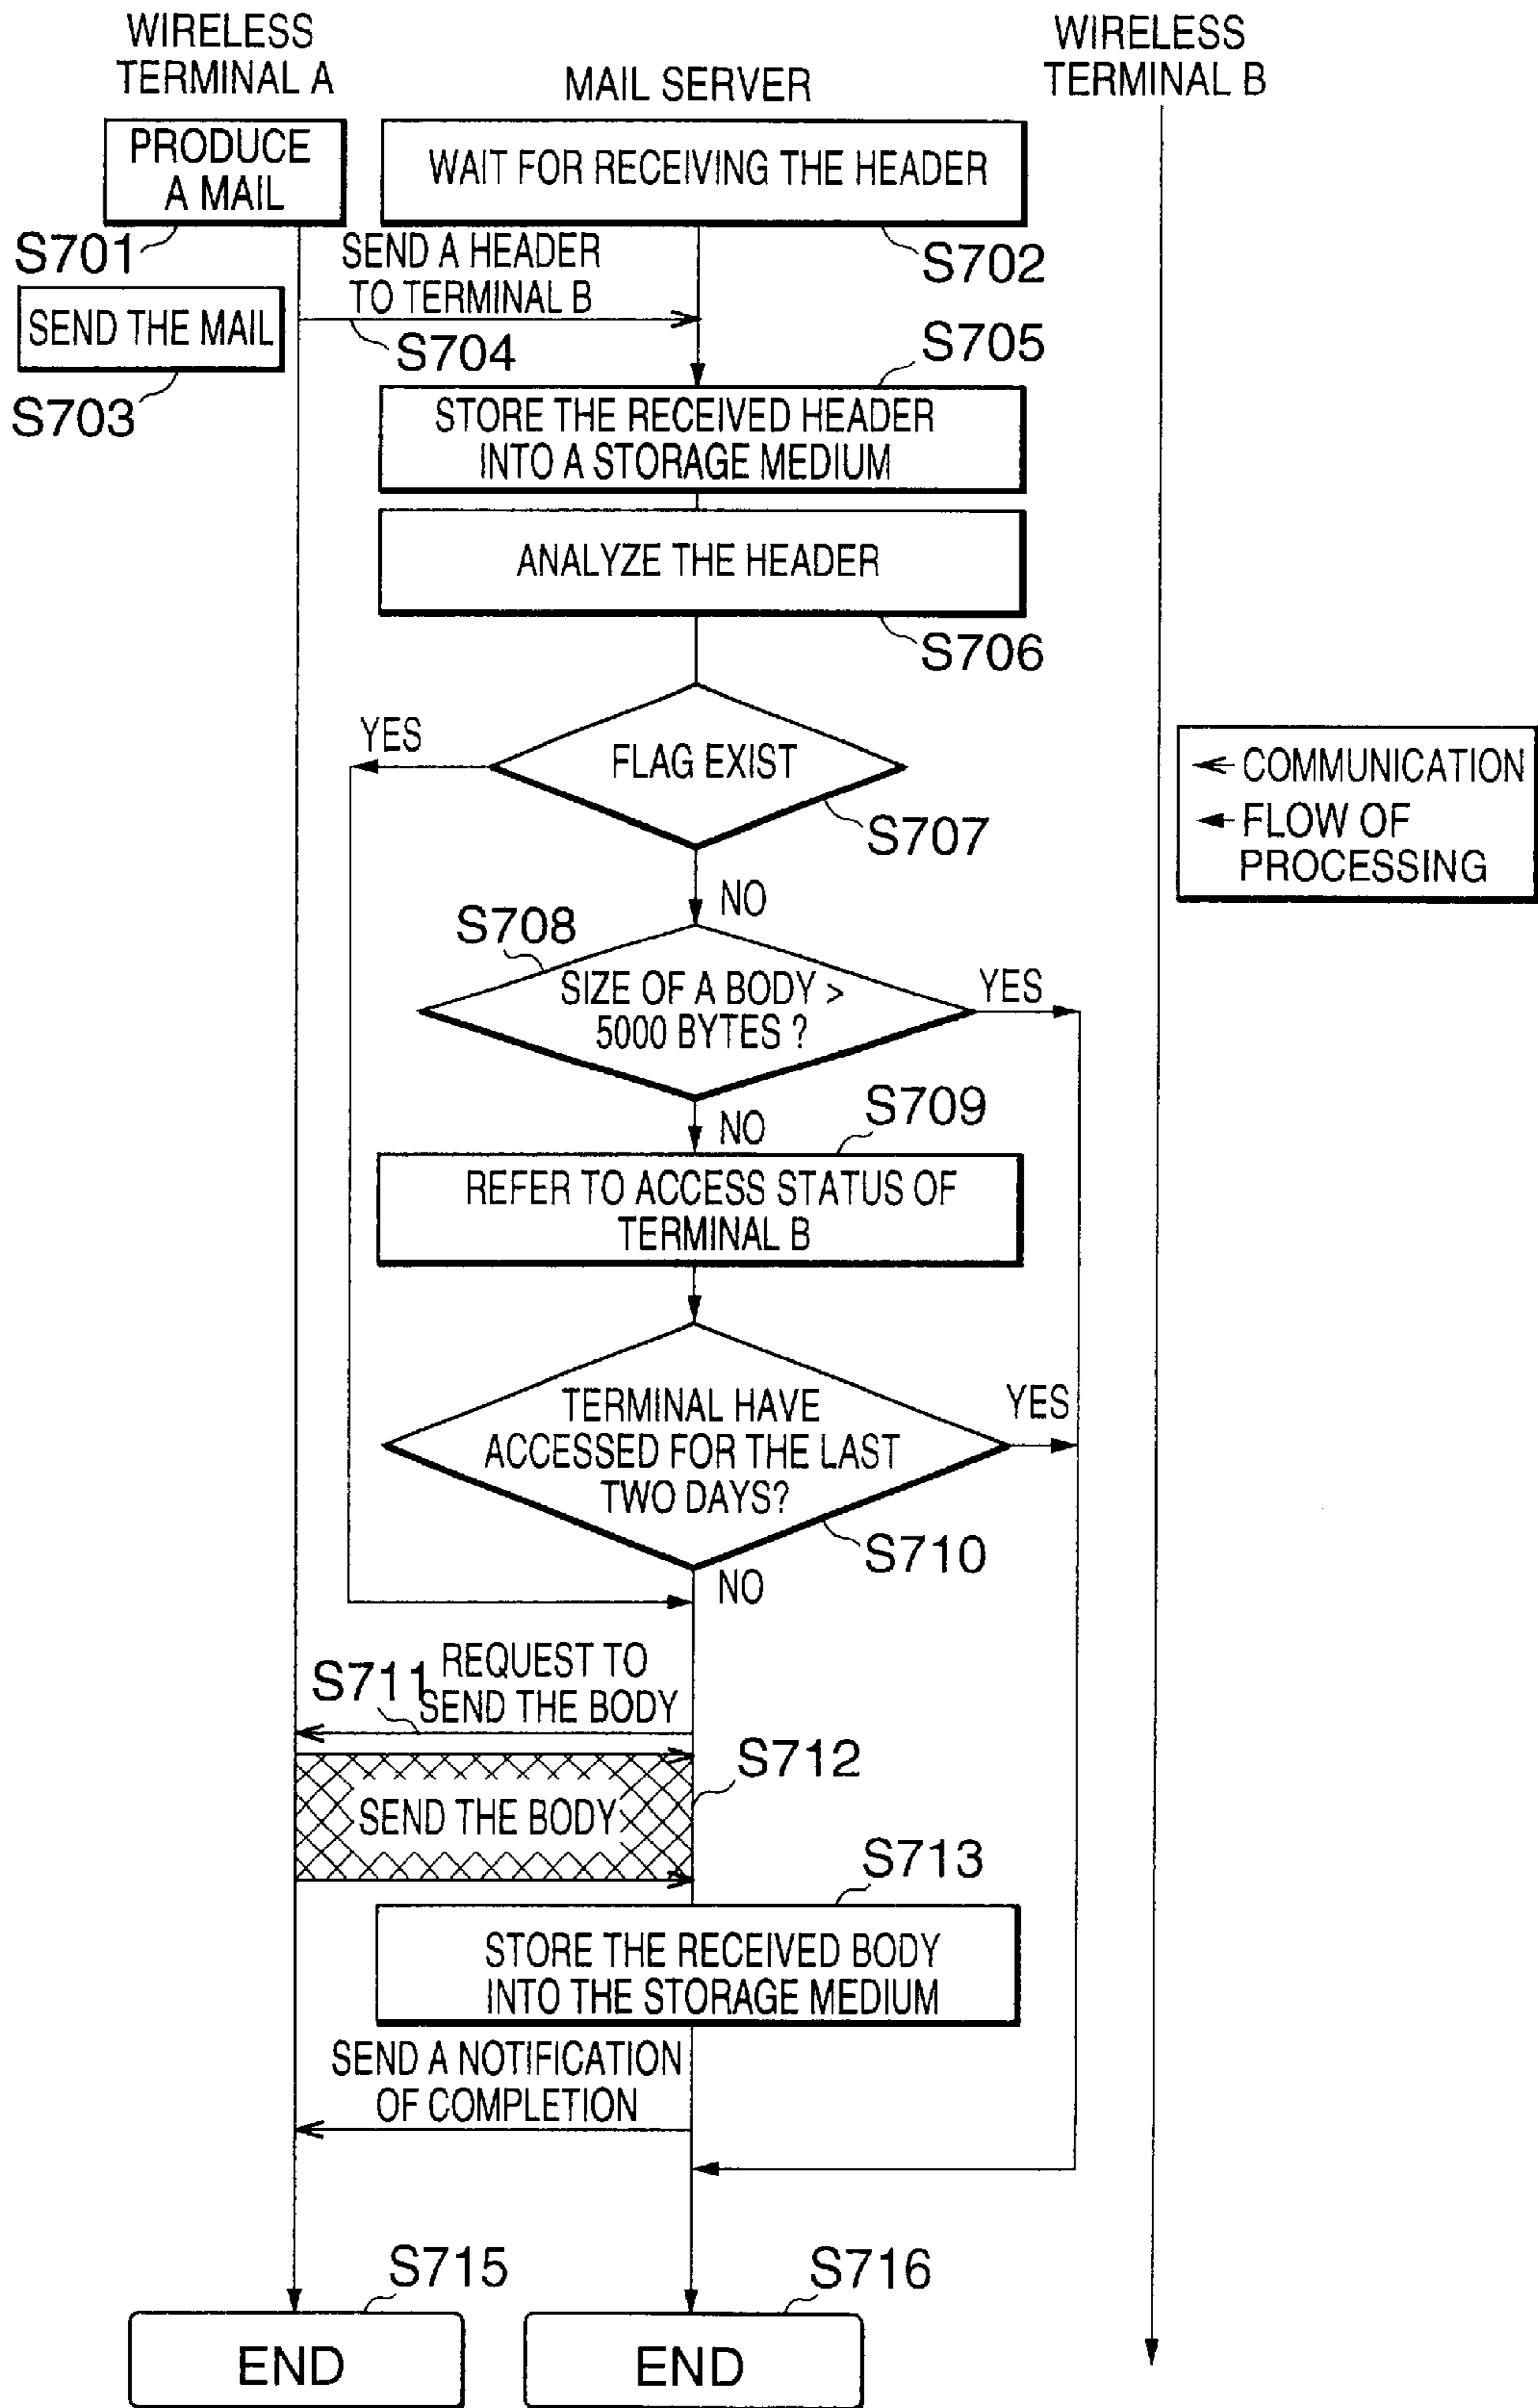 WIRELESS
TERMINAL A
MAIL SERVER
WIRELESS
TERMINAL B
PRODUCE
A MAIL
WAIT FOR RECEIVING THE HEADER
S701
SEND A HEADER
TO TERMINAL B
S702
SEND THE MAIL
S704
S705
S703
STORE THE RECEIVED HEADER
INTO A STORAGE MEDIUM
ANALYZE THE HEADER
S706
YES
FLAG EXIST
S707
COMMUNICATION
FLOW OF
PROCESSING
NO
S708
SIZE OF A BODY >
5000 BYTES ?
YES
NO
S709
REFER TO ACCESS STATUS OF
TERMINAL B
TERMINAL HAVE
ACCESSED FOR THE LAST
TWO DAYS?
YES
S710
NO
S711
REQUEST TO
SEND THE BODY
S712
SEND THE BODY
S713
STORE THE RECEIVED BODY
INTO THE STORAGE MEDIUM
SEND A NOTIFICATION
OF COMPLETION
S715
S716
END
END